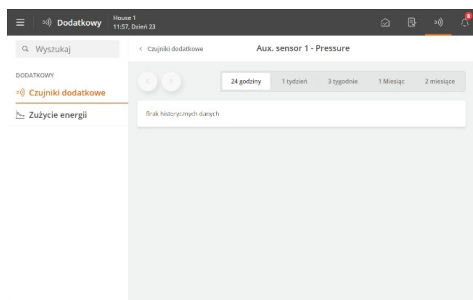 Dodatkowy
House 1
11:57, Dzień 23
8
Wyszukaj
Czujniki dodatkowe
Aux. sensor 1 - Pressure
DODATKOWY
Czujniki dodatkowe
Zużycie energii
24 godziny
1 tydzień
3 tygodnie
1 Miesiąc
2 miesiące
Brak historycznych danych